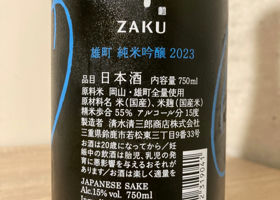 ZAKU
雄町 純米吟醸 2023
品目 日本酒 内容量 750ml
原料米 岡山・雄町全量使用
原材料名 米(国産)、米麹(国産米)
精米歩合 55% アルコール分 15度
製造者 清水清三郎商店株式会社
三重県鈴鹿市若松東三丁目9番33号
お酒は20歳になってから/妊
娠中の飲酒は胎児、乳児の発
育に悪影響を与えるおそれが
あります/お酒は楽しく適量を
JAPANESE SAKE
Alc.15% vol. 750ml